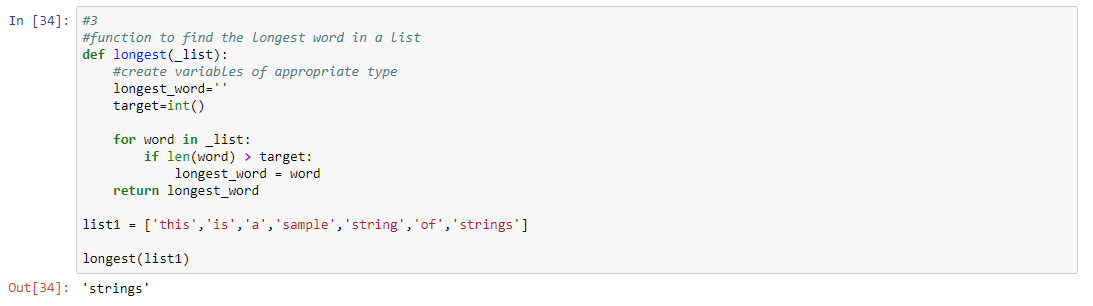 In [34]: #3
#function to find the longest word in a list
def longest(_list):
    #create variables of appropriate type
    longest_word=''
    target=int()

    for word in _list:
        if len(word) > target:
            longest_word = word
    return longest_word

list1 = ['this','is','a','sample','string','of','strings']

longest(list1)
Out[34]: 'strings'